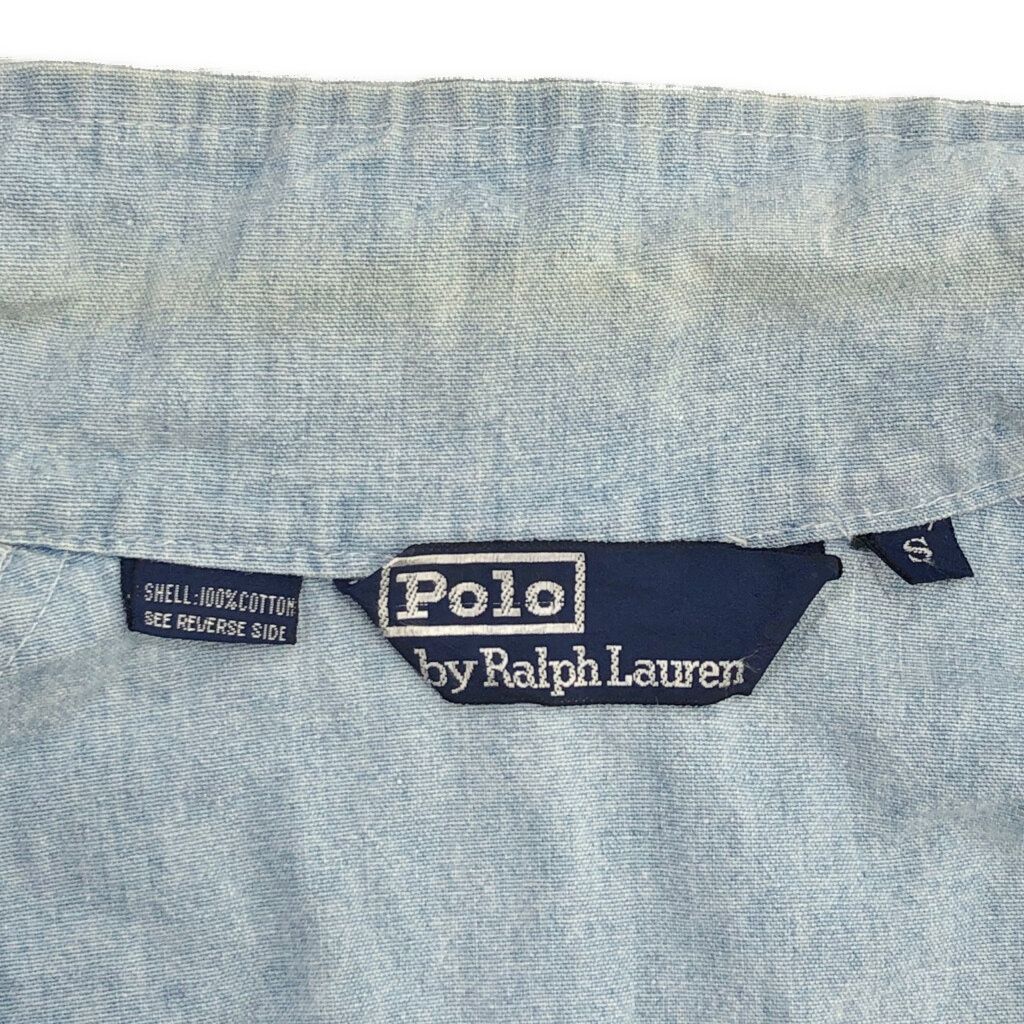 SHELL:100%COTTON
SEE REVERSE SIDE
Polo
by Ralph Lauren
S